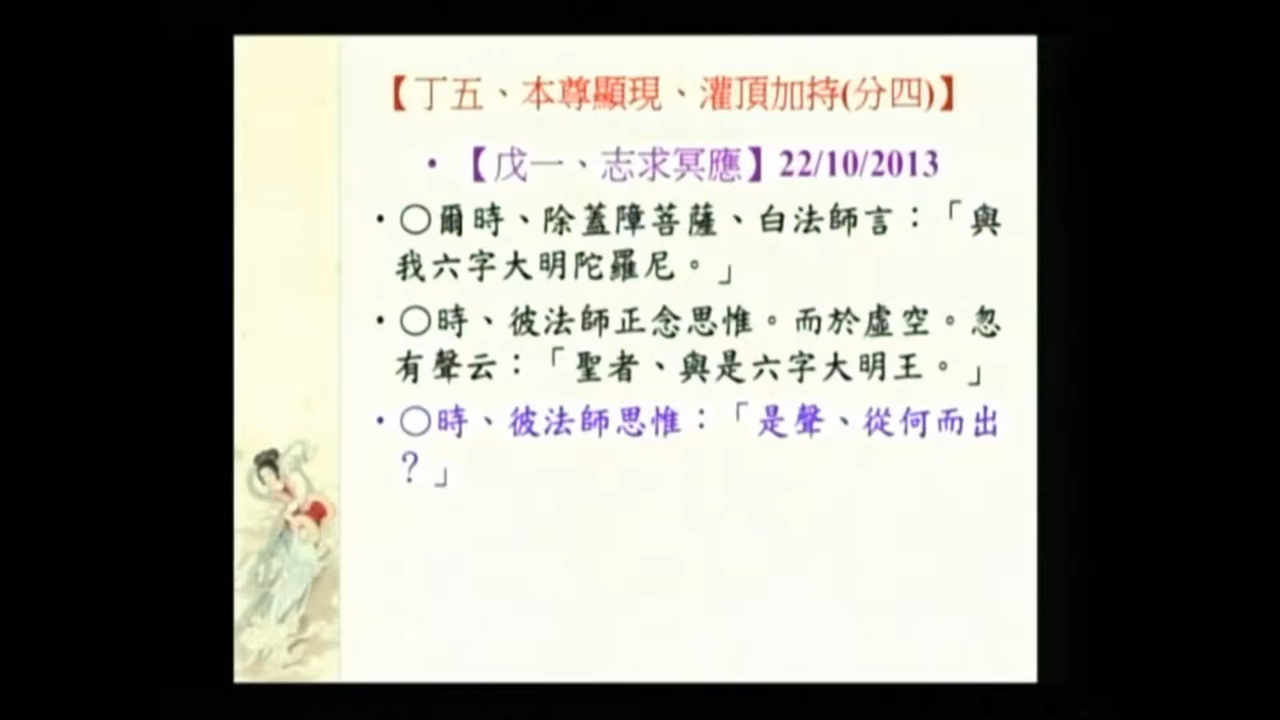 【丁五、本尊顯現、灌頂加持(分四)】
•【戊一、志求冥應】22/10/2013
•○爾時、除蓋障菩薩、白法師言：「與
我六字大明陀羅尼。」
•○時、彼法師正念思惟。而於虛空。忽
有聲云：「聖者、與是六字大明王。」
•○時、彼法師思惟：「是聲、從何而出
？」